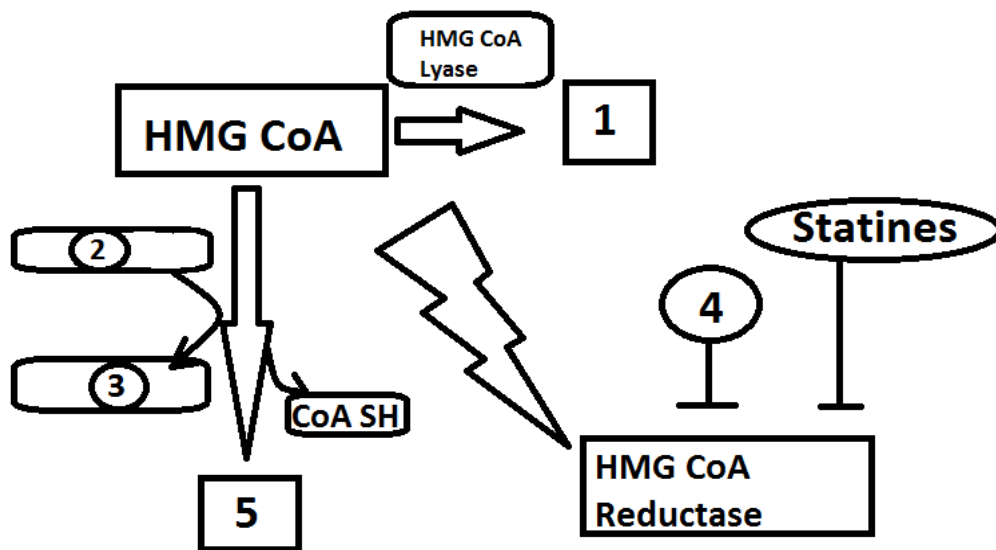 HMG CoA
Lyase
HMG CoA
1
Statines
2
4
3
CoA SH
HMG CoA
Reductase
5